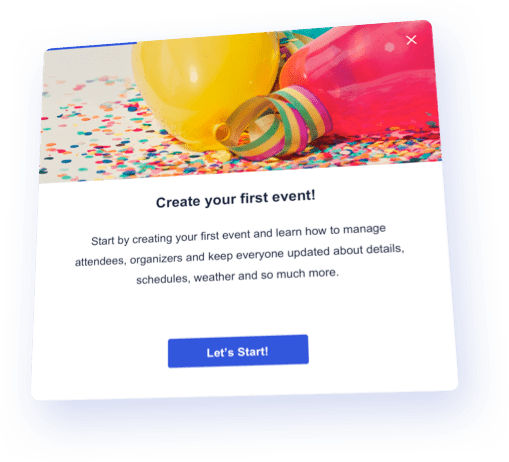 Create your first event!
Start by creating your first event and learn how to manage
attendees, organizers and keep everyone updated about details,
schedules, weather and so much more.
Let's Start!